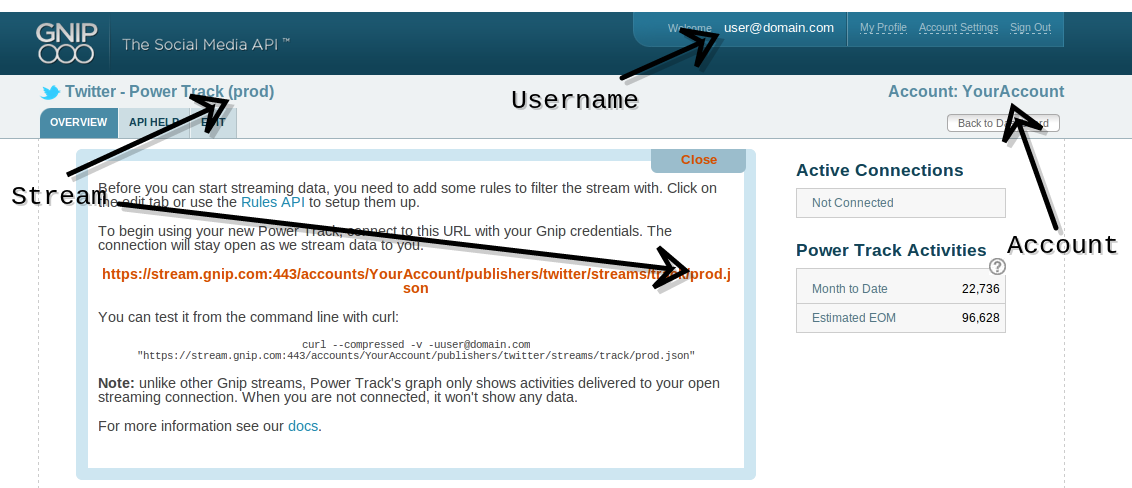 GNIP
The Social Media API ™
Welcome user@domain.com
My Profile Account Settings Sign Out
Twitter - Power Track (prod)
Username
Account: YourAccount
OVERVIEW API HELP EDIT
Back to Dashboard
Close
Stream
Before you can start streaming data, you need to add some rules to filter the stream with. Click on
the edit tab or use the Rules API to setup them up.
To begin using your new Power Track, connect to this URL with your Gnip credentials. The
connection will stay open as we stream data to you.
https://stream.gnip.com:443/accounts/YourAccount/publishers/twitter/streams/track/prod.j
son
You can test it from the command line with curl:
curl --compressed -v -uuser@domain.com
"https://stream.gnip.com:443/accounts/YourAccount/publishers/twitter/streams/track/prod.json"
Note: unlike other Gnip streams, Power Track's graph only shows activities delivered to your open
streaming connection. When you are not connected, it won't show any data.
For more information see our docs.
Active Connections
Not Connected
Account
Power Track Activities
?
Month to Date 22,736
Estimated EOM 96,628